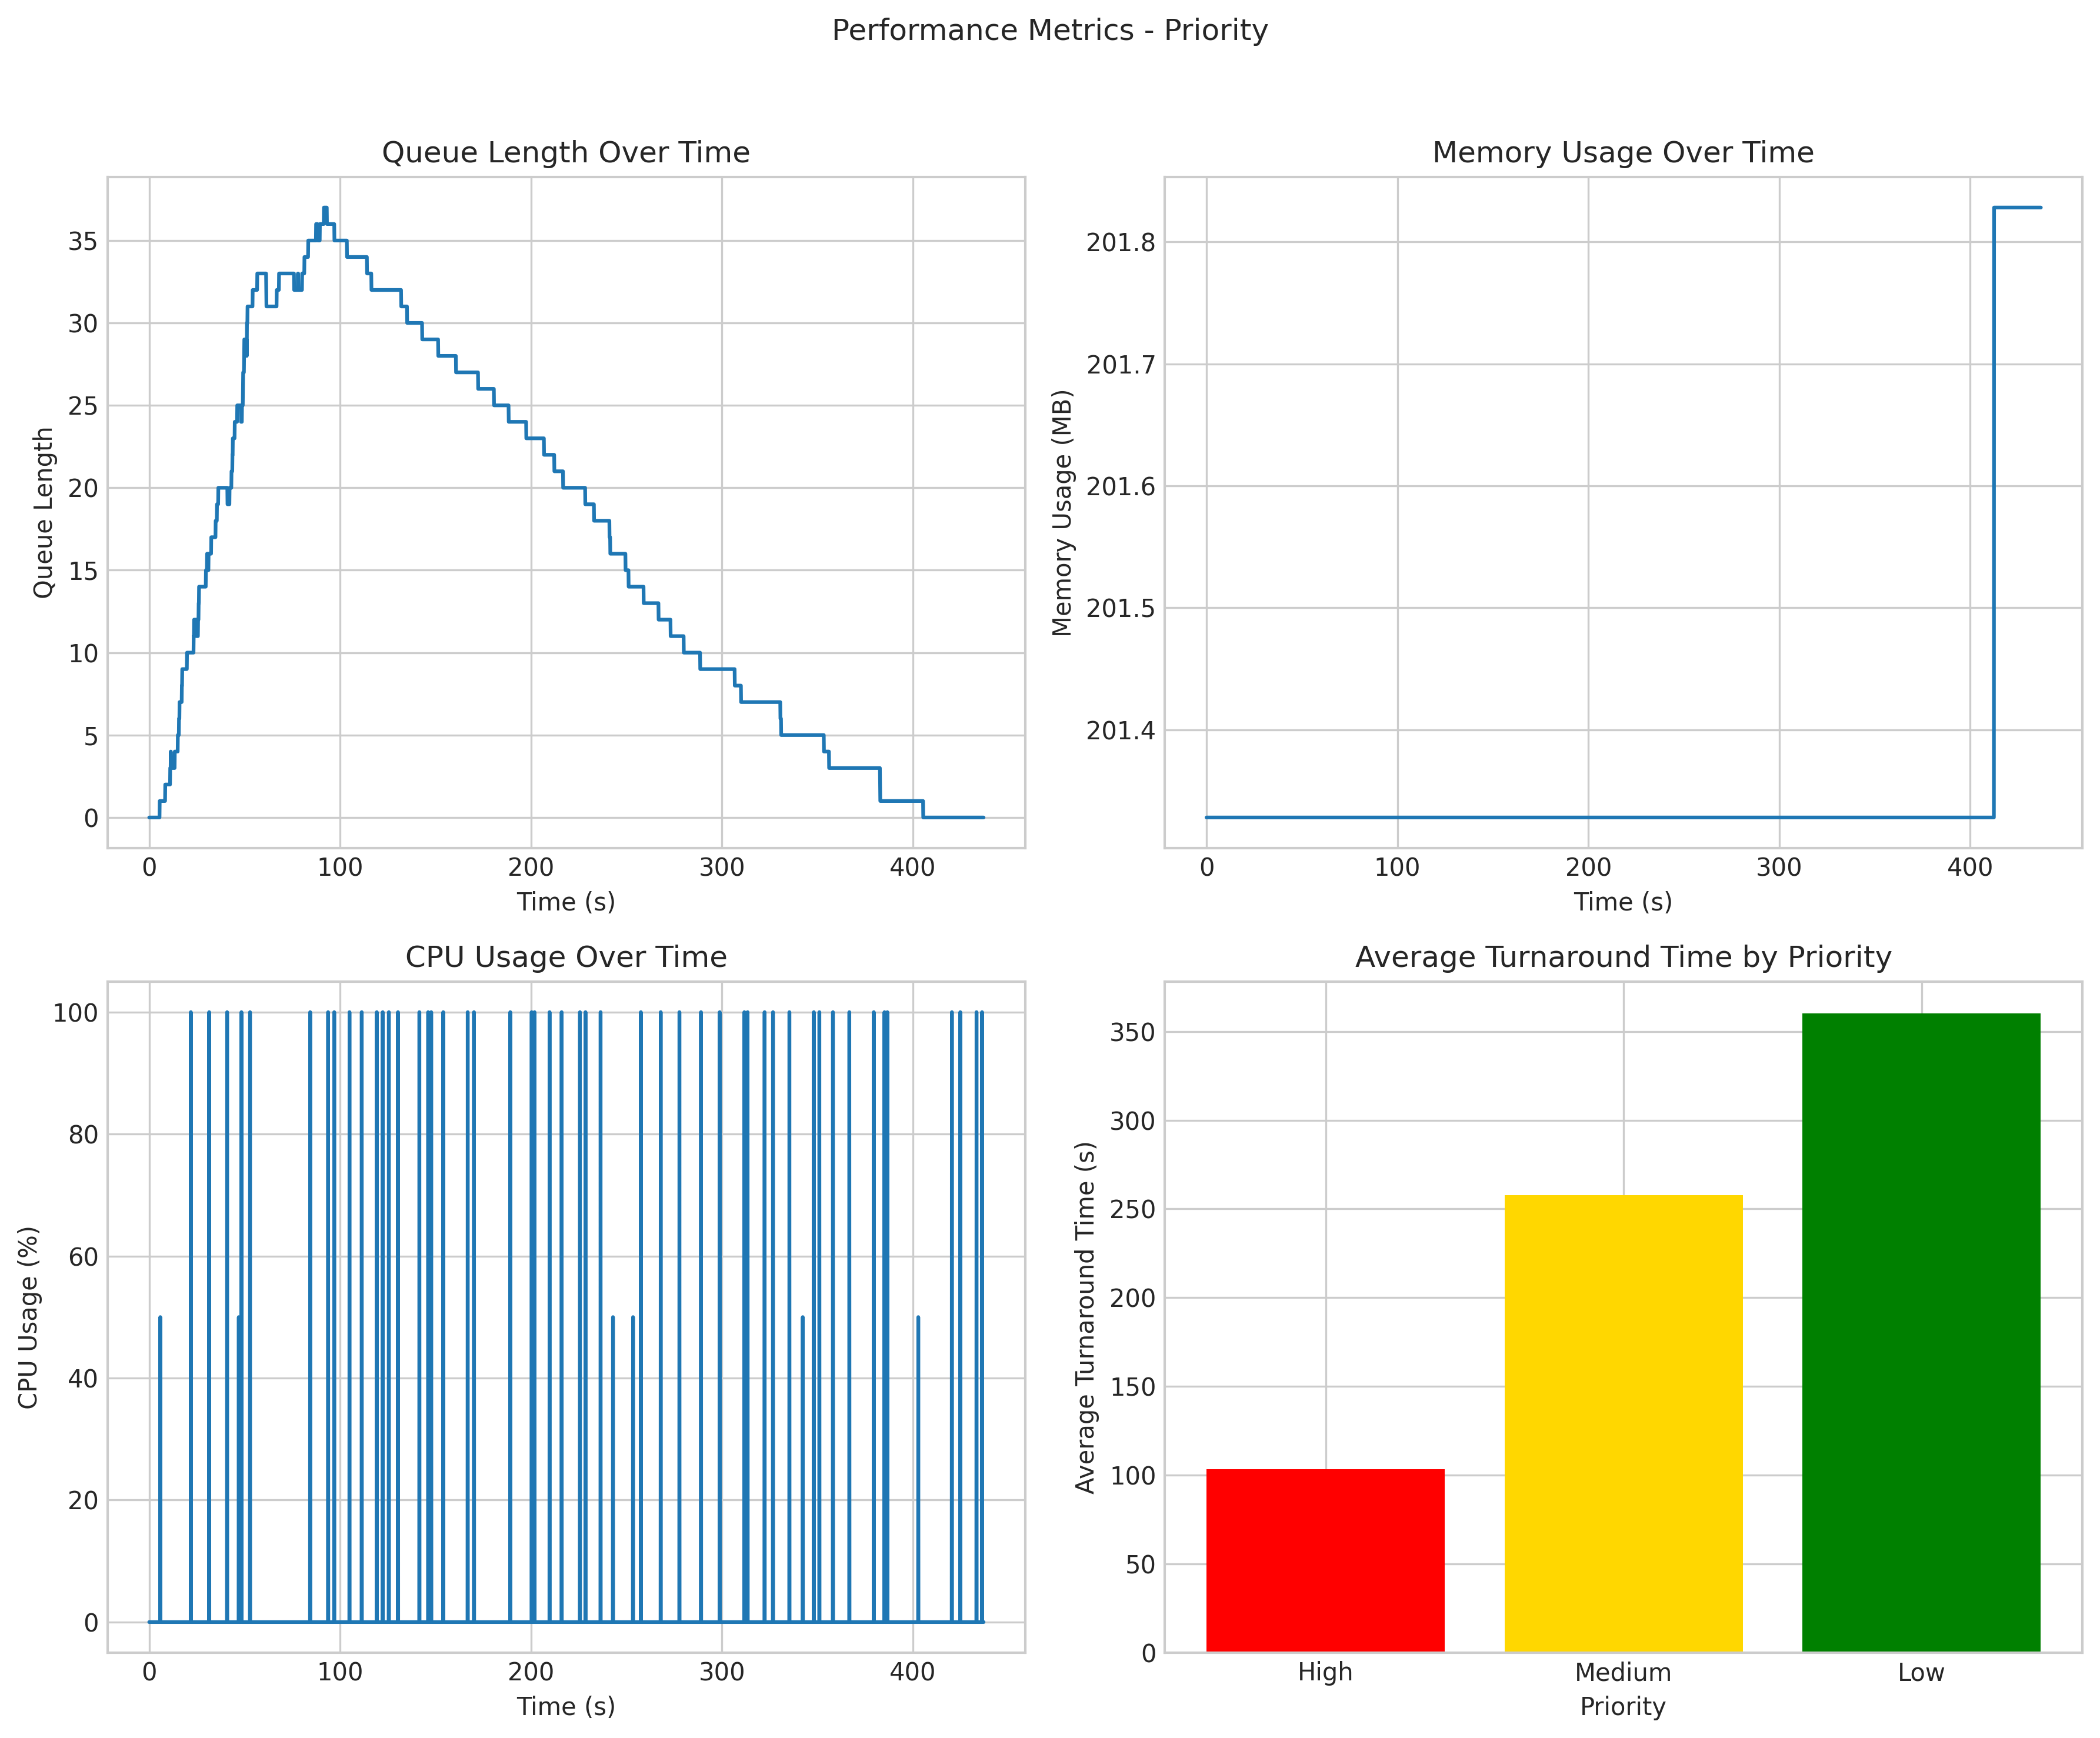 Performance Metrics - Priority
Queue Length Over Time
Queue Length
35
30
25
20
15
10
5
0
0 100 200 300 400
Time (s)
Memory Usage Over Time
Memory Usage (MB)
201.8
201.7
201.6
201.5
201.4
0 100 200 300 400
Time (s)
CPU Usage Over Time
CPU Usage (%)
100
80
60
40
20
0
0 100 200 300 400
Time (s)
Average Turnaround Time by Priority
Average Turnaround Time (s)
350
300
250
200
150
100
50
0
High Medium Low
Priority